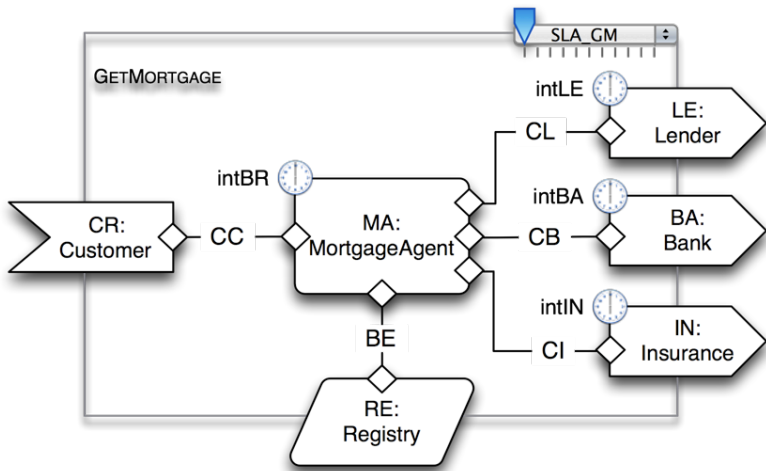 SLA_GM
GETMORTGAGE
intLE
LE:
Lender
CL
intBR
intBA
CR:
Customer
CC
MA:
MortgageAgent
CB
BA:
Bank
intIN
BE
CI
IN:
Insurance
RE:
Registry